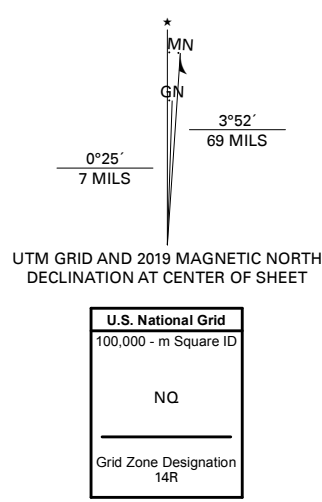 MN
GN
3°52´
69 MILS
0°25´
7 MILS
UTM GRID AND 2019 MAGNETIC NORTH
DECLINATION AT CENTER OF SHEET
U.S. National Grid
100,000 - m Square ID
NQ
Grid Zone Designation
14R